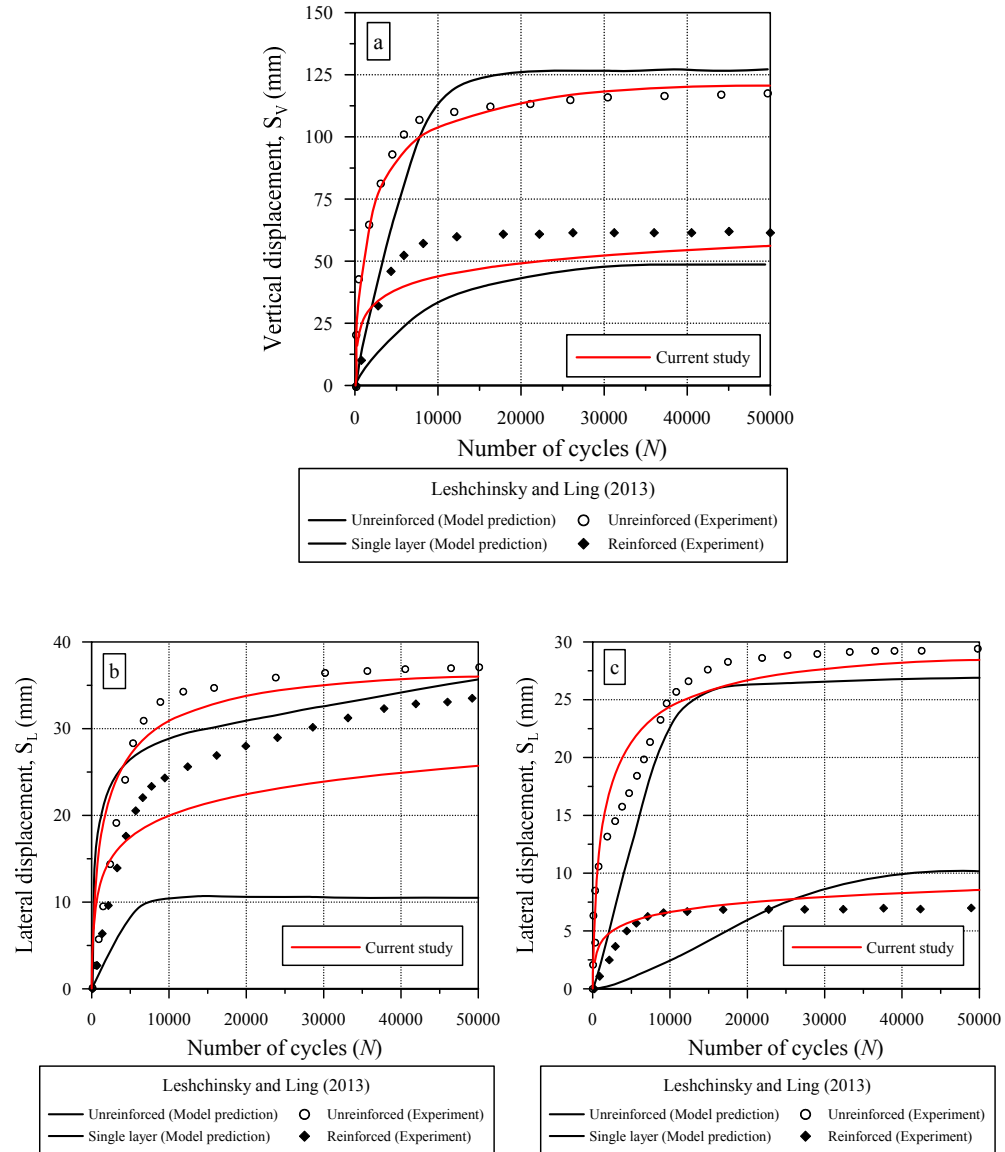 a
150
125
100
75
50
25
0
Vertical displacement, S_V (mm)
Current study
0 10000 20000 30000 40000 50000
Number of cycles (N)
Leshchinsky and Ling (2013)
Unreinforced (Model prediction) Unreinforced (Experiment)
Single layer (Model prediction) Reinforced (Experiment)
b
40
30
20
10
0
Lateral displacement, S_L (mm)
Current study
0 10000 20000 30000 40000 50000
Number of cycles (N)
Leshchinsky and Ling (2013)
Unreinforced (Model prediction) Unreinforced (Experiment)
Single layer (Model prediction) Reinforced (Experiment)
c
30
25
20
15
10
5
0
Lateral displacement, S_L (mm)
Current study
0 10000 20000 30000 40000 50000
Number of cycles (N)
Leshchinsky and Ling (2013)
Unreinforced (Model prediction) Unreinforced (Experiment)
Single layer (Model prediction) Reinforced (Experiment)